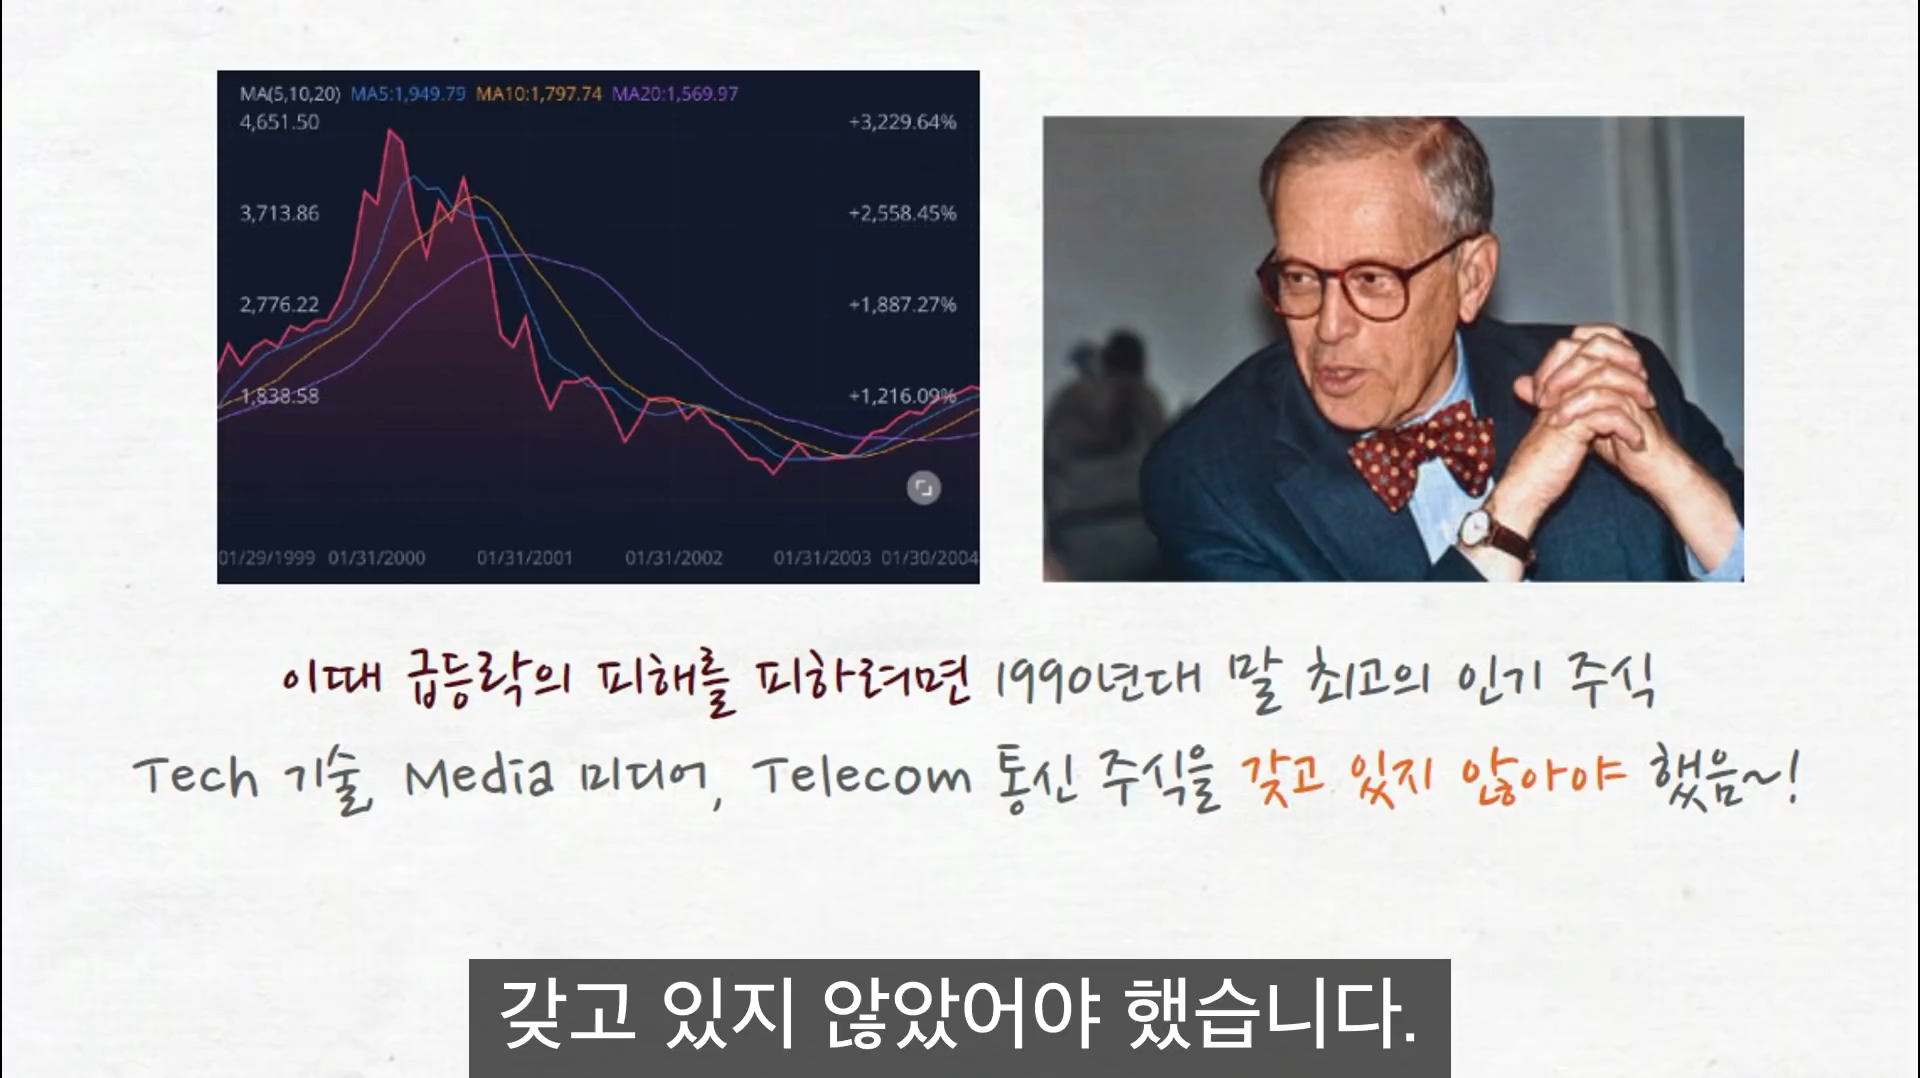 MA(5,10,20) MA5:1,949.79 MA10:1,797.74 MA20:1,569.97
4,651.50 +3,229.64%
3,713.86 +2,558.45%
2,776.22 +1,887.27%
1,838.58 +1,216.09%
01/29/1999 01/31/2000 01/31/2001 01/31/2002 01/31/2003 01/30/2004
이때 급등락의 피해를 피하려면 1990년대 말 최고의 인기 주식
Tech 기술, Media 미디어, Telecom 통신 주식을 갖고 있지 않아야 했음~!
갖고 있지 않았어야 했습니다.